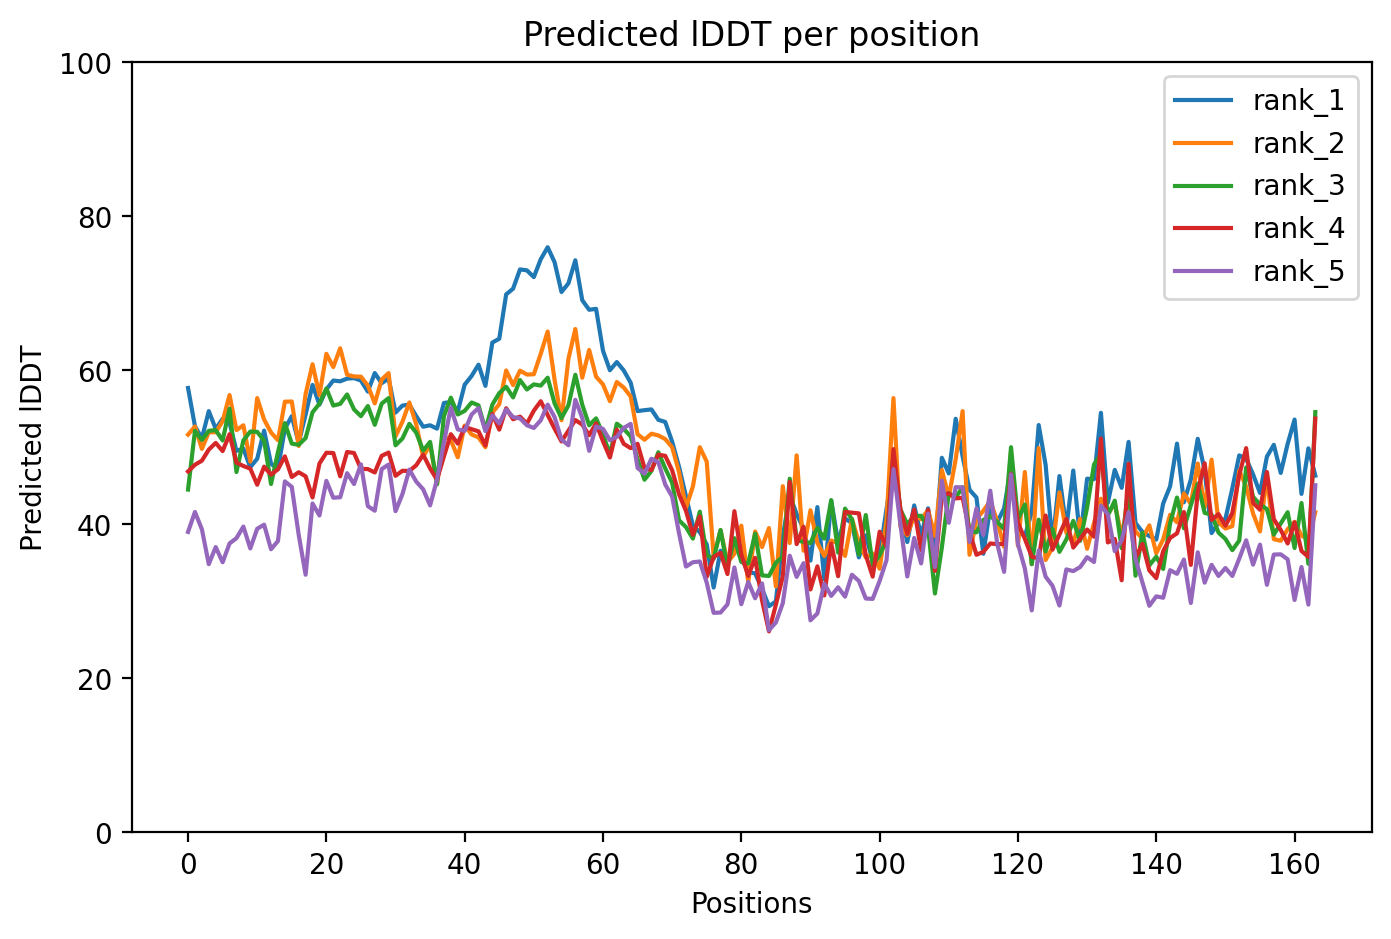 Predicted lDDT per position
100
80
60
40
20
0
Predicted lDDT
0 20 40 60 80 100 120 140 160
Positions
rank_1
rank_2
rank_3
rank_4
rank_5